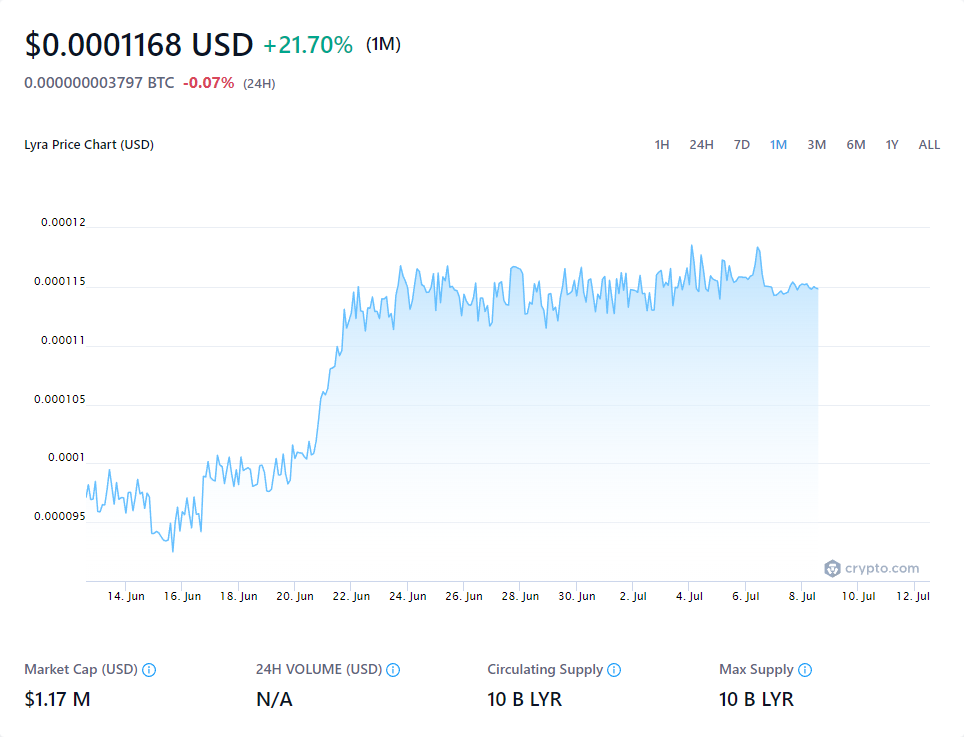 $0.0001168 USD +21.70% (1M)
0.000000003797 BTC -0.07% (24H)
Lyra Price Chart (USD) 1H 24H 7D 1M 3M 6M 1Y ALL
0.00012
0.000115
0.00011
0.000105
0.0001
0.000095
crypto.com
14. Jun 16. Jun 18. Jun 20. Jun 22. Jun 24. Jun 26. Jun 28. Jun 30. Jun 2. Jul 4. Jul 6. Jul 8. Jul 10. Jul 12. Jul
Market Cap (USD) 24H VOLUME (USD) Circulating Supply Max Supply
$1.17 M N/A 10 B LYR 10 B LYR